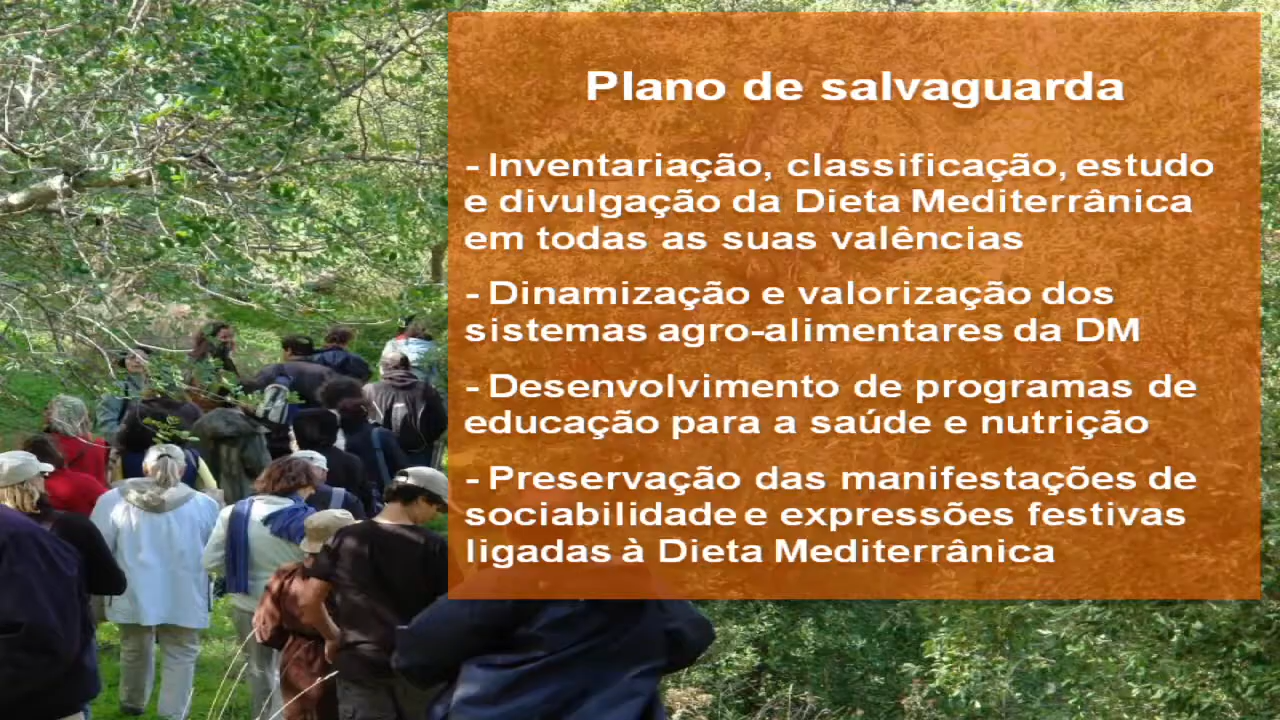 Plano de salvaguarda
- Inventariação, classificação, estudo
e divulgação da Dieta Mediterrânica
em todas as suas valências
- Dinamização e valorização dos
sistemas agro-alimentares da DM
- Desenvolvimento de programas de
educação para a saúde e nutrição
- Preservação das manifestações de
sociabilidade e expressões festivas
ligadas à Dieta Mediterrânica